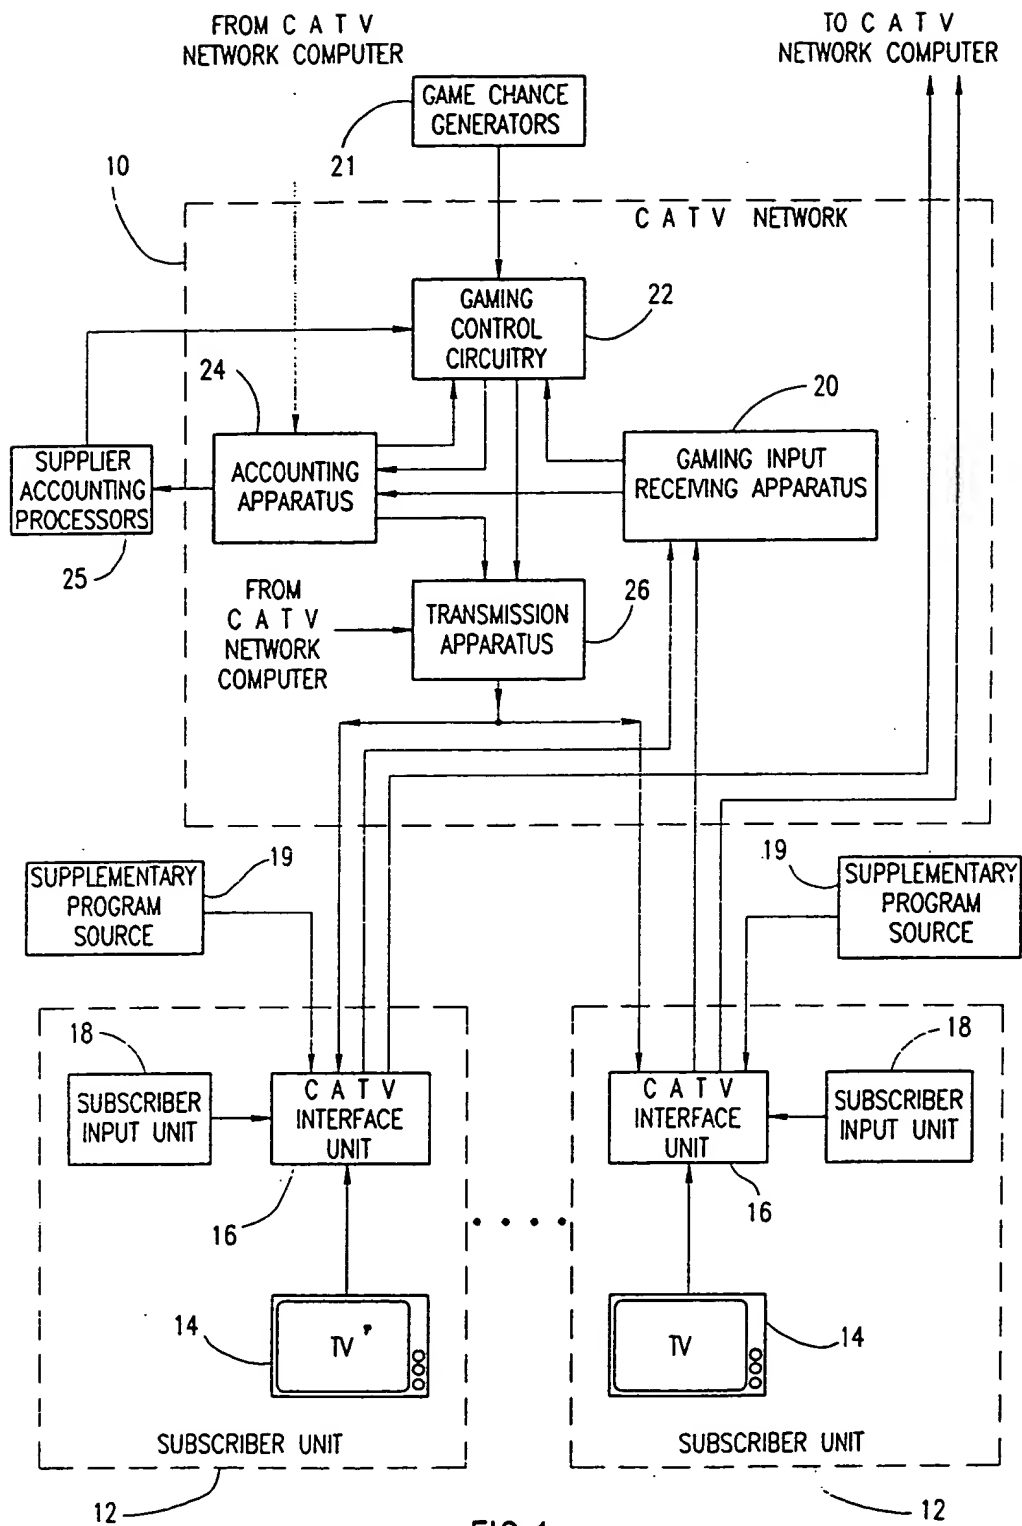 FROM C A T V
NETWORK COMPUTER
TO C A T V
NETWORK COMPUTER
GAME CHANCE
GENERATORS
21
10
C A T V NETWORK
GAMING
CONTROL
CIRCUITRY
22
24
20
SUPPLIER
ACCOUNTING
PROCESSORS
25
ACCOUNTING
APPARATUS
GAMING INPUT
RECEIVING APPARATUS
FROM
C A T V
NETWORK
COMPUTER
TRANSMISSION
APPARATUS
26
SUPPLEMENTARY
PROGRAM
SOURCE
19
19
SUPPLEMENTARY
PROGRAM
SOURCE
18
SUBSCRIBER
INPUT UNIT
C A T V
INTERFACE
UNIT
16
14
TV
SUBSCRIBER UNIT
12
C A T V
INTERFACE
UNIT
18
SUBSCRIBER
INPUT UNIT
16
TV
14
SUBSCRIBER UNIT
12